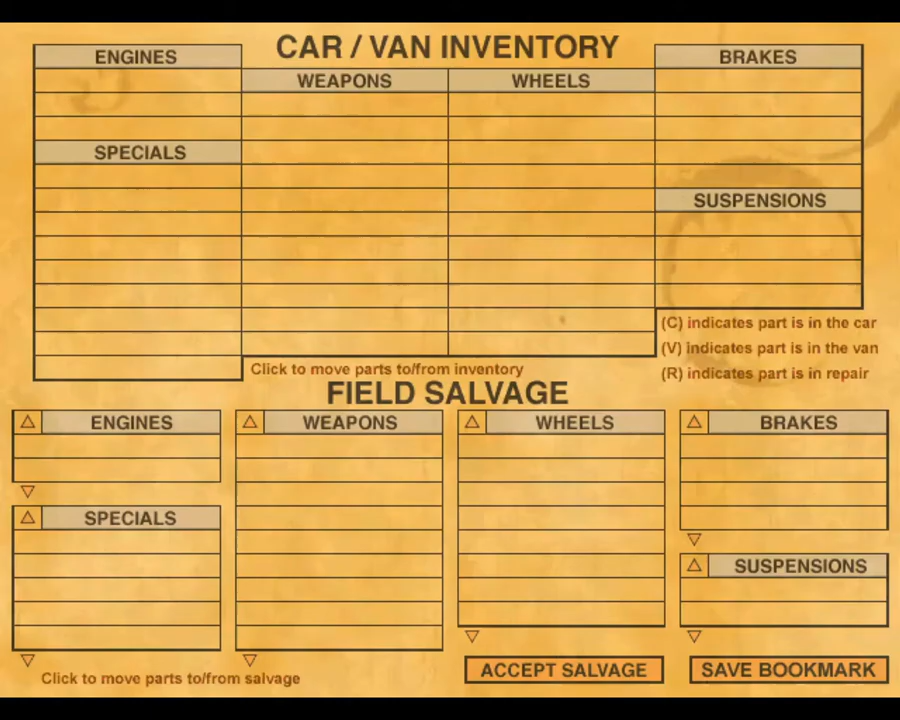 CAR / VAN INVENTORY
ENGINES
BRAKES
WEAPONS
WHEELS
SPECIALS
SUSPENSIONS
(C) indicates part is in the car
(V) indicates part is in the van
(R) indicates part is in repair
Click to move parts to/from inventory
FIELD SALVAGE
ENGINES
WEAPONS
WHEELS
BRAKES
SPECIALS
SUSPENSIONS
ACCEPT SALVAGE
SAVE BOOKMARK
Click to move parts to/from salvage